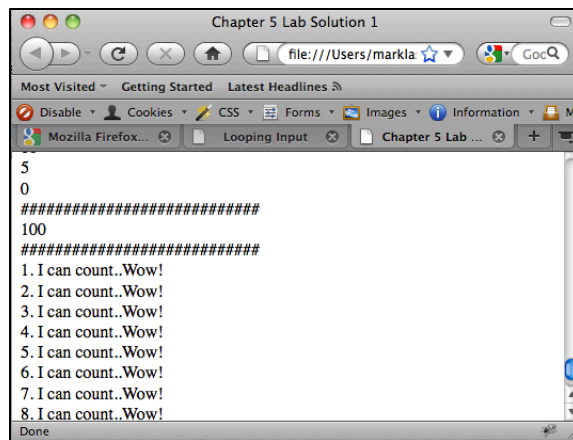 Chapter 5 Lab Solution 1
file:///Users/markla
Goc
Most Visited Getting Started Latest Headlines
Disable Cookies CSS Forms Images Information M
Mozilla Firefox... Looping Input Chapter 5 Lab ...
5
0
############################
100
############################
1. I can count..Wow!
2. I can count..Wow!
3. I can count..Wow!
4. I can count..Wow!
5. I can count..Wow!
6. I can count..Wow!
7. I can count..Wow!
8. I can count..Wow!
Done